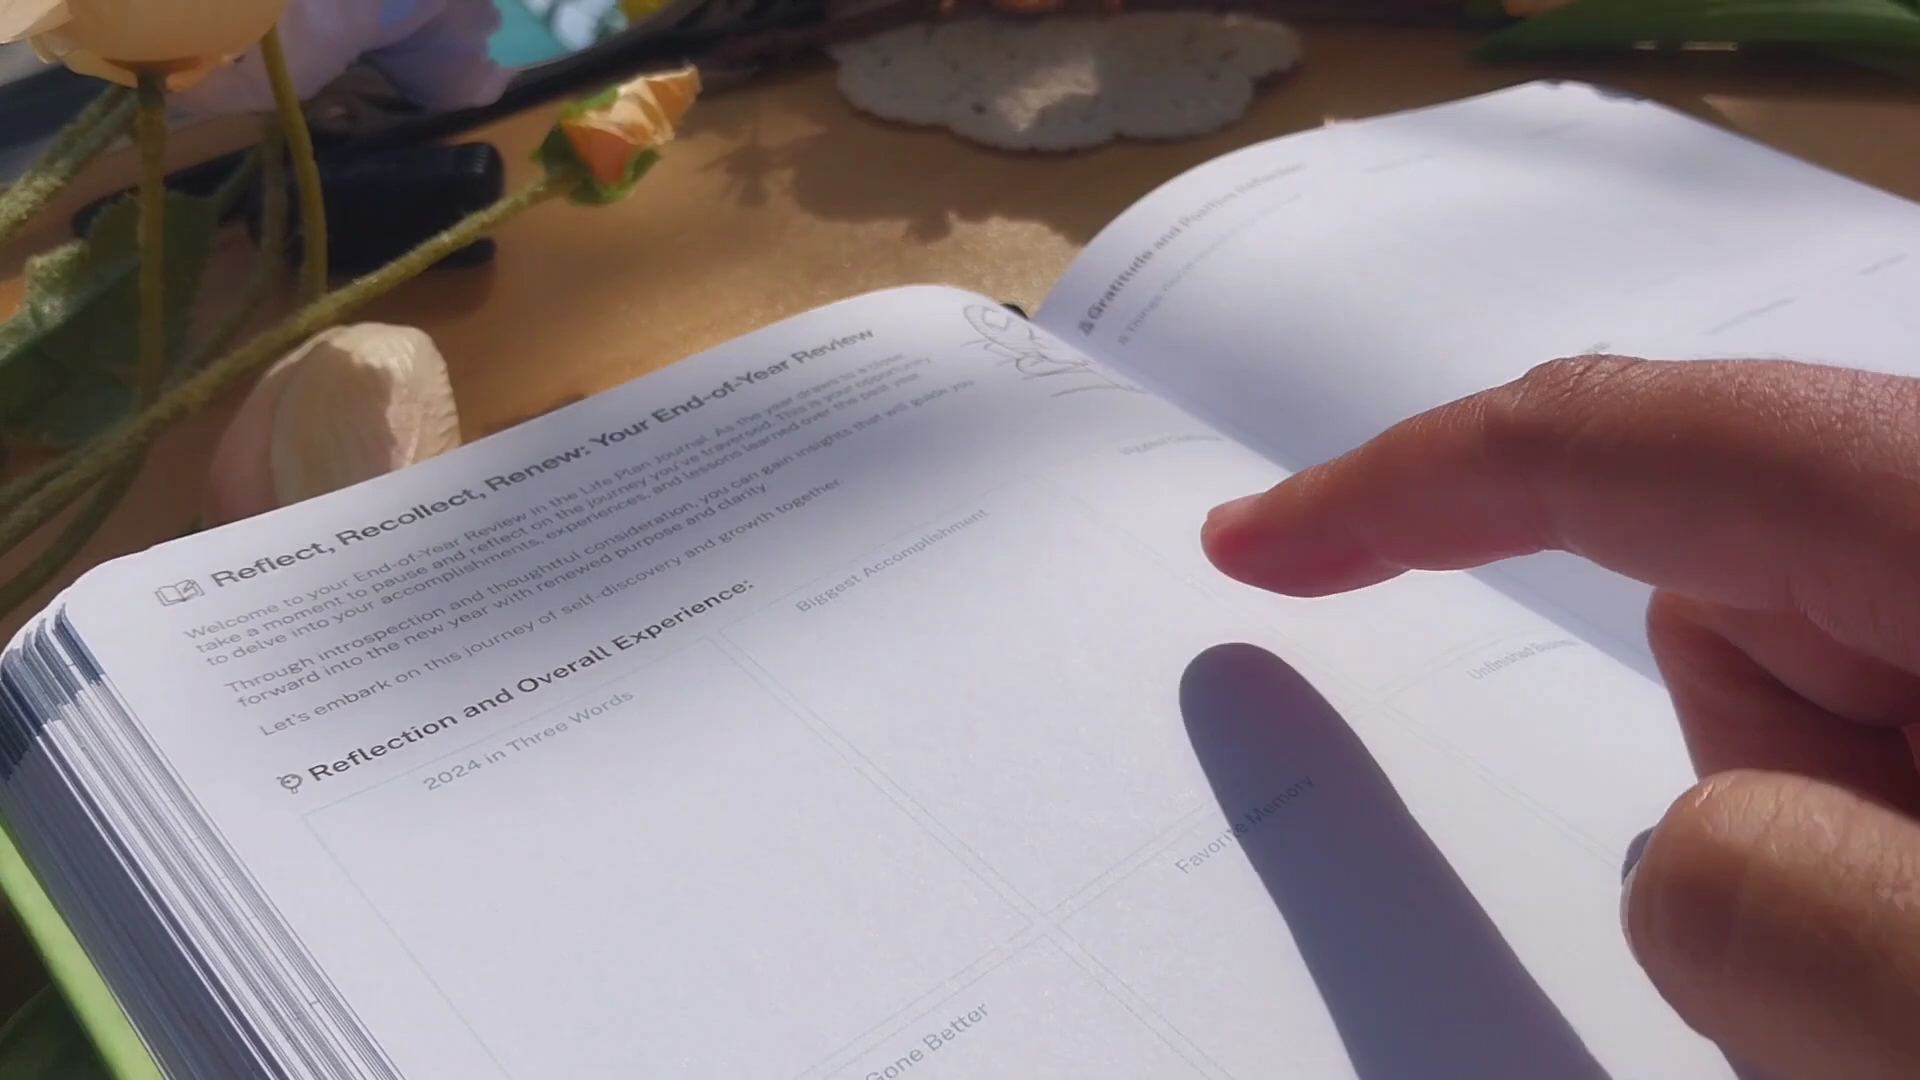 Reflect, Recollect, Renew: Your End-of-Year Review
Welcome to your End-of-Year Review in the Life Plan Journal. As the year draws to a close,
take a moment to pause and reflect on the journey you've traversed. This is your opportunity
to delve into your accomplishments, experiences, and lessons learned over the past year.
Through introspection and thoughtful consideration, you can gain insights that will guide you
forward into the new year with renewed purpose and clarity.
Let's embark on this journey of self-discovery and growth together.
Reflection and Overall Experience:
2024 in Three Words
Biggest Accomplishment
Biggest
Gone Better
Favorite Memory
Unfinished
Gratitude and Positive Reflection
Things